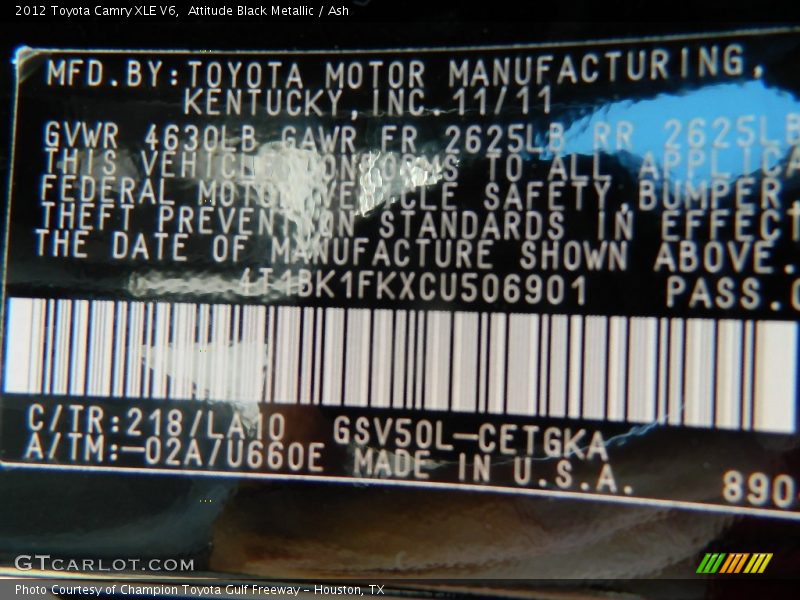 2012 Toyota Camry XLE V6,  Attitude Black Metallic / Ash
MFD.BY:TOYOTA MOTOR MANUFACTURING,
KENTUCKY,INC.11/11
GVWR 4630LB GAWR FR 2625LB RR 2625LB
THIS VEHICLE CONFORMS TO ALL APPLICA
FEDERAL MOTOR VEHICLE SAFETY,BUMPER,
THEFT PREVENTION STANDARDS IN EFFECT
THE DATE OF MANUFACTURE SHOWN ABOVE.
4T1BK1FKXCU506901 PASS.C
C/TR:218/LA10 GSV50L-CETGKA
A/TM:-02A/U660E MADE IN U.S.A.
890
GTcarlot.com
Photo Courtesy of Champion Toyota Gulf Freeway - Houston, TX